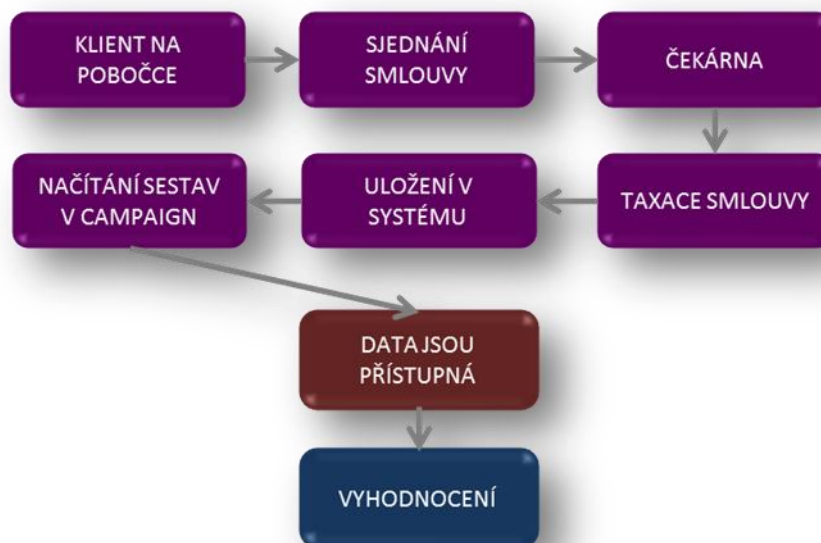 KLIENT NA
POBOČCE
SJEDNÁNÍ
SMLOUVY
ČEKÁRNA
TAXACE SMLOUVY
ULOŽENÍ V
SYSTÉMU
NAČÍTÁNÍ SESTAV
V CAMPAIGN
DATA JSOU
PŘÍSTUPNÁ
VYHODNOCENÍ